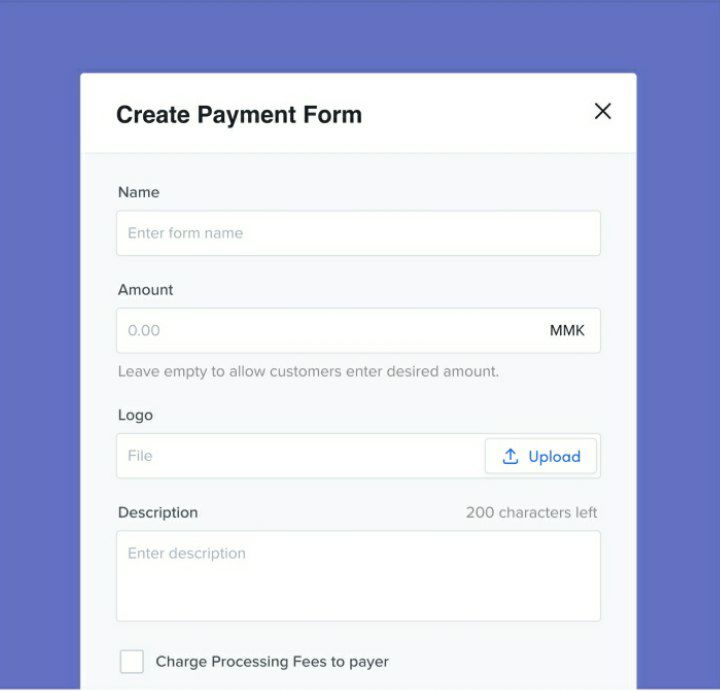 Create Payment Form
Name
Enter form name
Amount
0.00 MMK
Leave empty to allow customers enter desired amount.
Logo
File Upload
Description 200 characters left
Enter description
Charge Processing Fees to payer